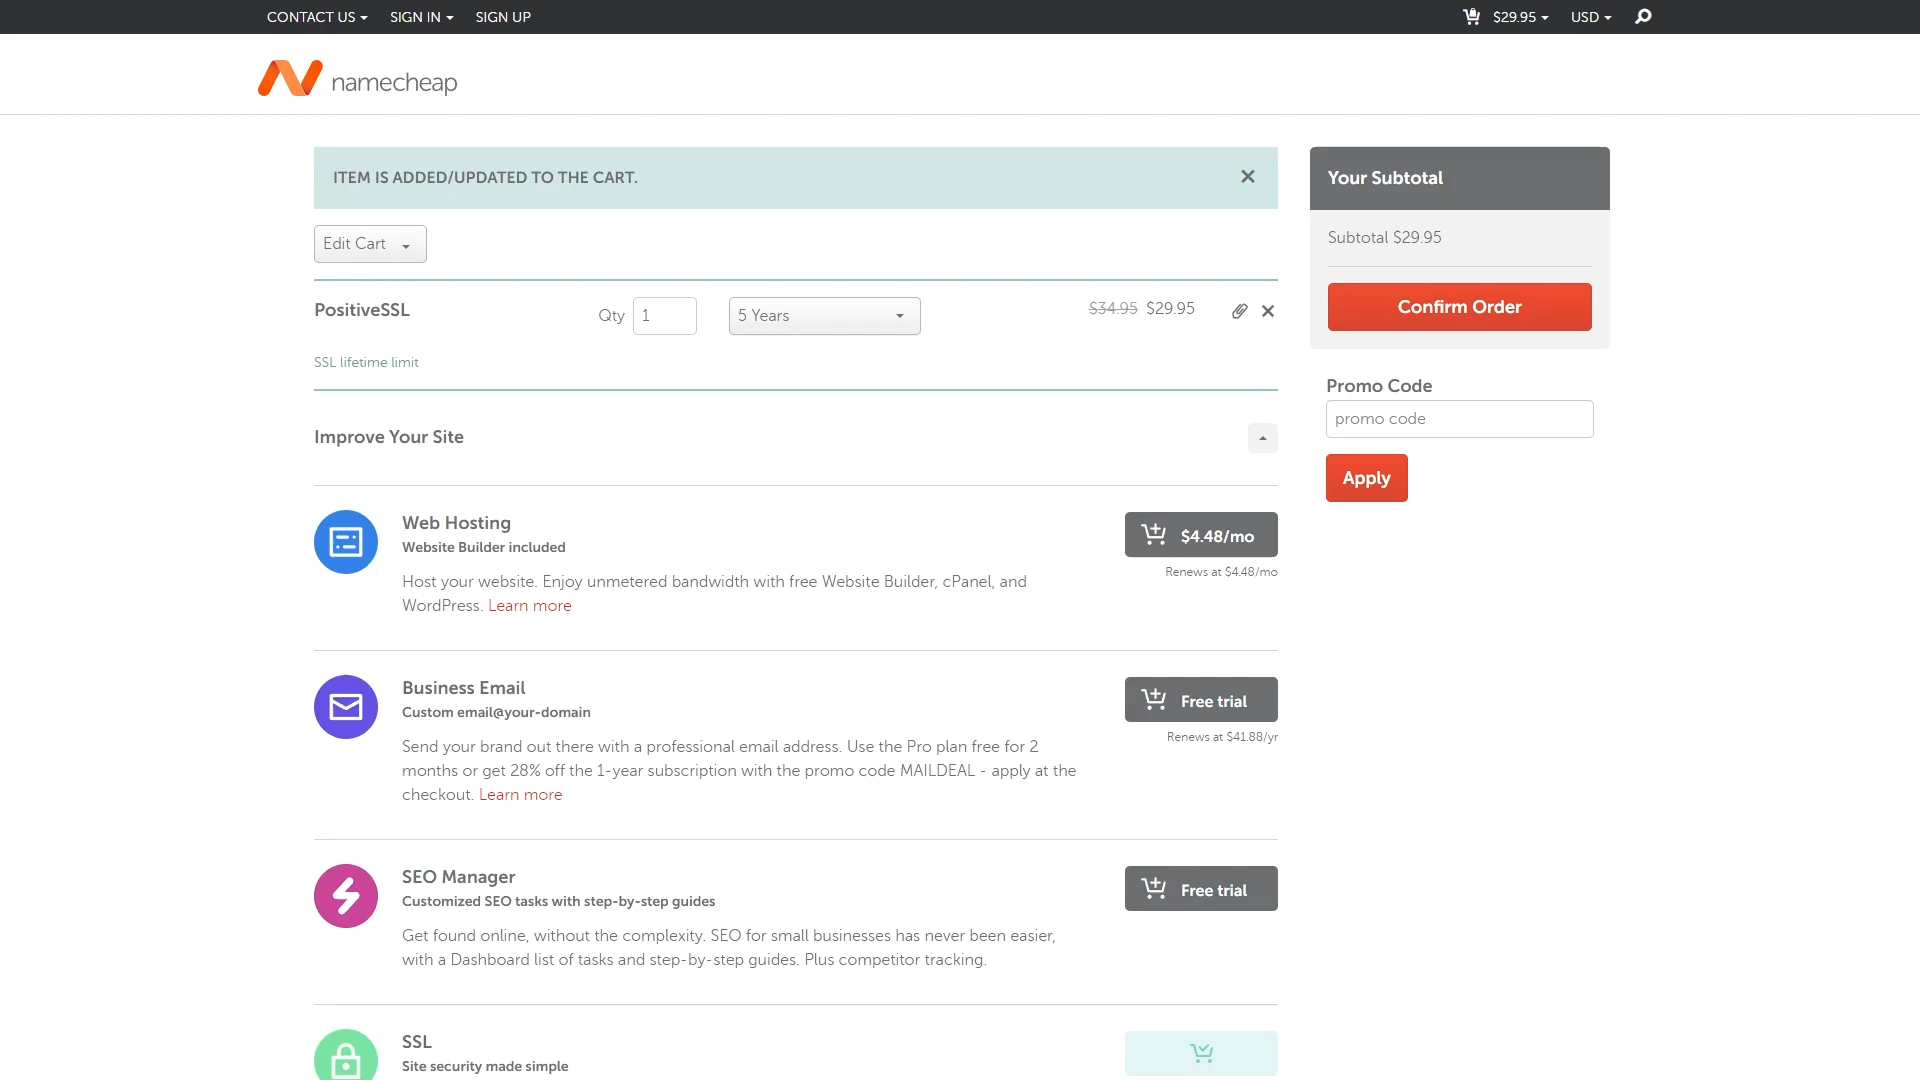 CONTACT US SIGN IN SIGN UP $29.95 USD
namecheap
ITEM IS ADDED/UPDATED TO THE CART.
Edit Cart
PositiveSSL Qty 1 5 Years $34.95 $29.95
SSL lifetime limit
Improve Your Site
Web Hosting
Website Builder included
Host your website. Enjoy unmetered bandwidth with free Website Builder, cPanel, and
WordPress. Learn more
$4.48/mo
Renews at $4.48/mo
Business Email
Custom email@your-domain
Send your brand out there with a professional email address. Use the Pro plan free for 2
months or get 28% off the 1-year subscription with the promo code MAILDEAL - apply at the
checkout. Learn more
Free trial
Renews at $41.88/yr
SEO Manager
Customized SEO tasks with step-by-step guides
Get found online, without the complexity. SEO for small businesses has never been easier,
with a Dashboard list of tasks and step-by-step guides. Plus competitor tracking.
Free trial
SSL
Site security made simple
Your Subtotal
Subtotal $29.95
Confirm Order
Promo Code
promo code
Apply